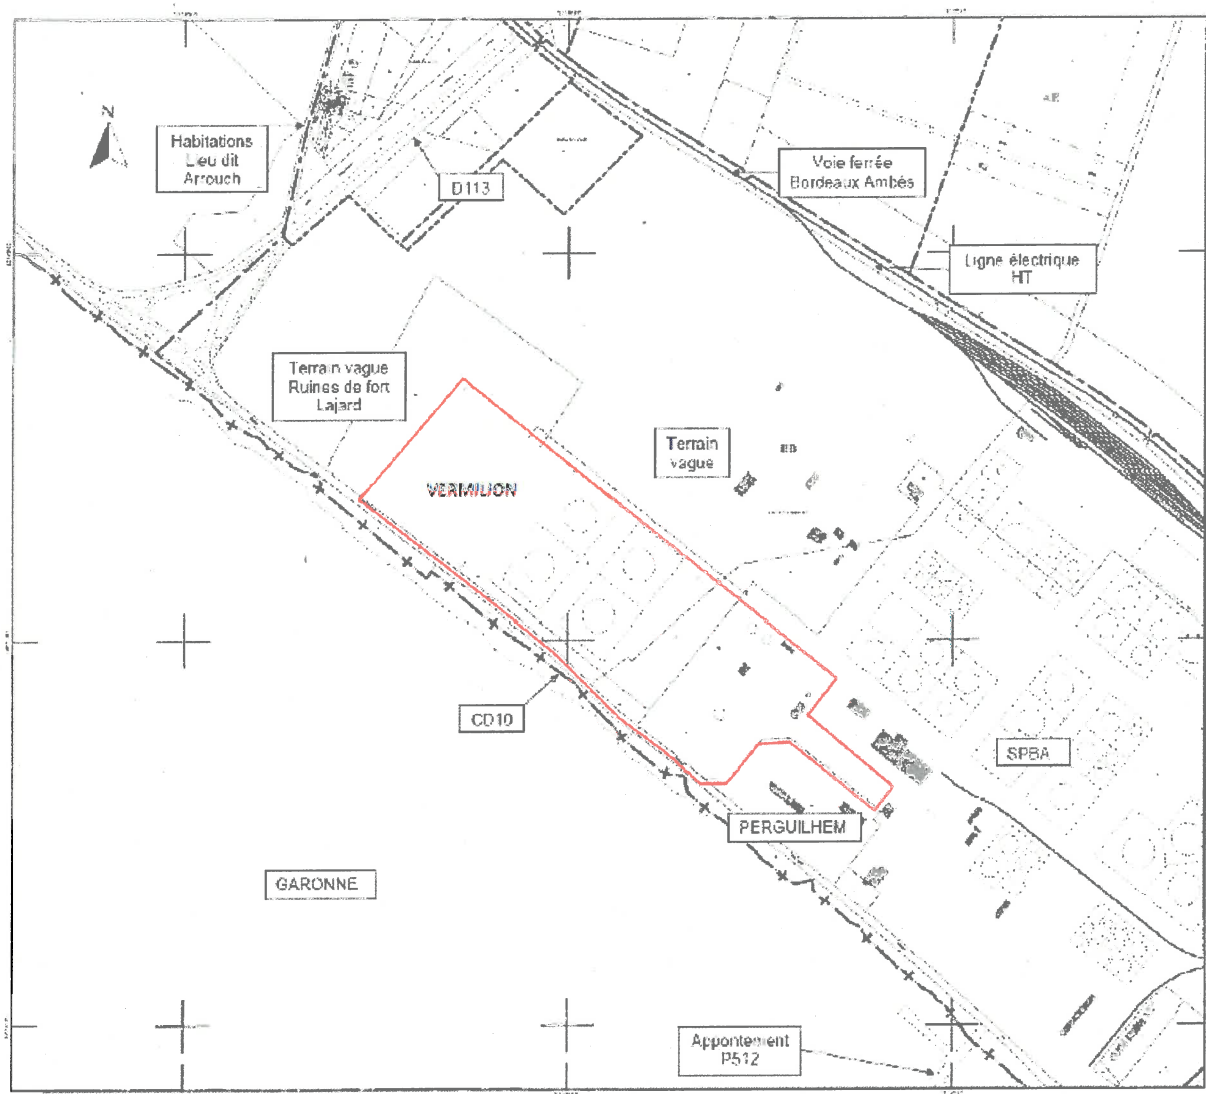 N
Habitations
Lieu dit
Arrouch
D113
Voie ferrée
Bordeaux Ambès
Ligne électrique
HT
Terrain vague
Ruines de fort
Lajard
Terrain
vague
VERMILION
CD10
SPBA
PERGUILHEM
GARONNE
Appontement
P512